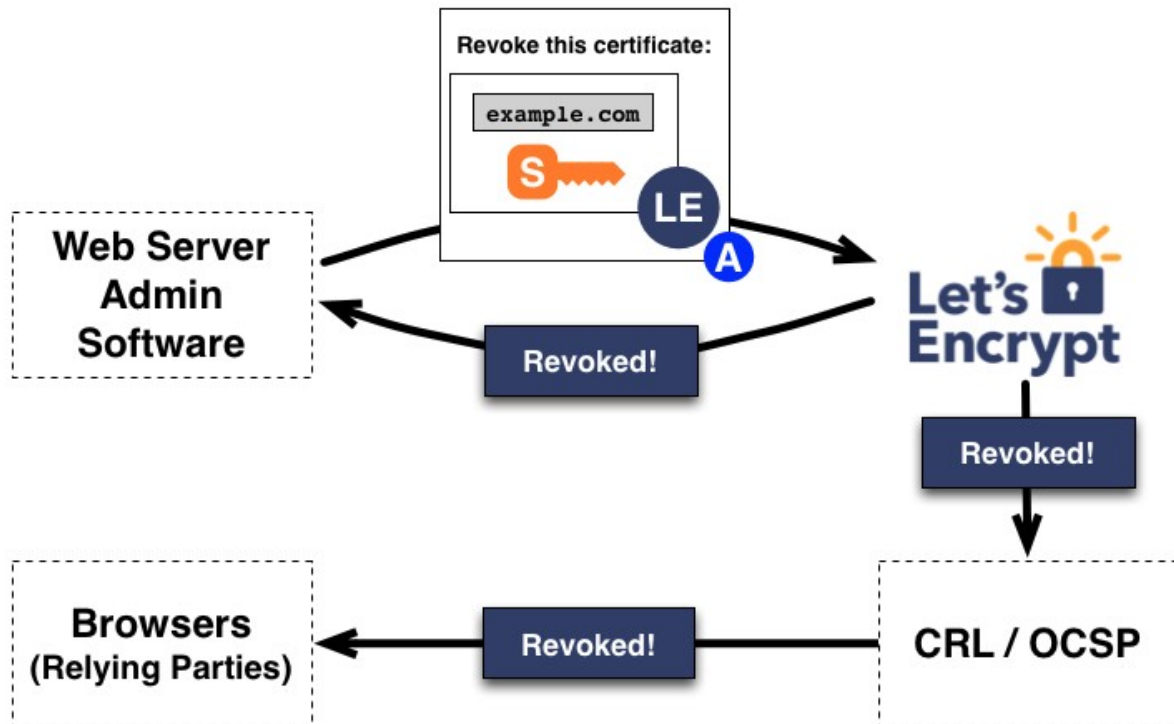 Revoke this certificate:
example.com
S
LE
A
Web Server
Admin
Software
Let's
Encrypt
Revoked!
Revoked!
Browsers
(Relying Parties)
Revoked!
CRL / OCSP